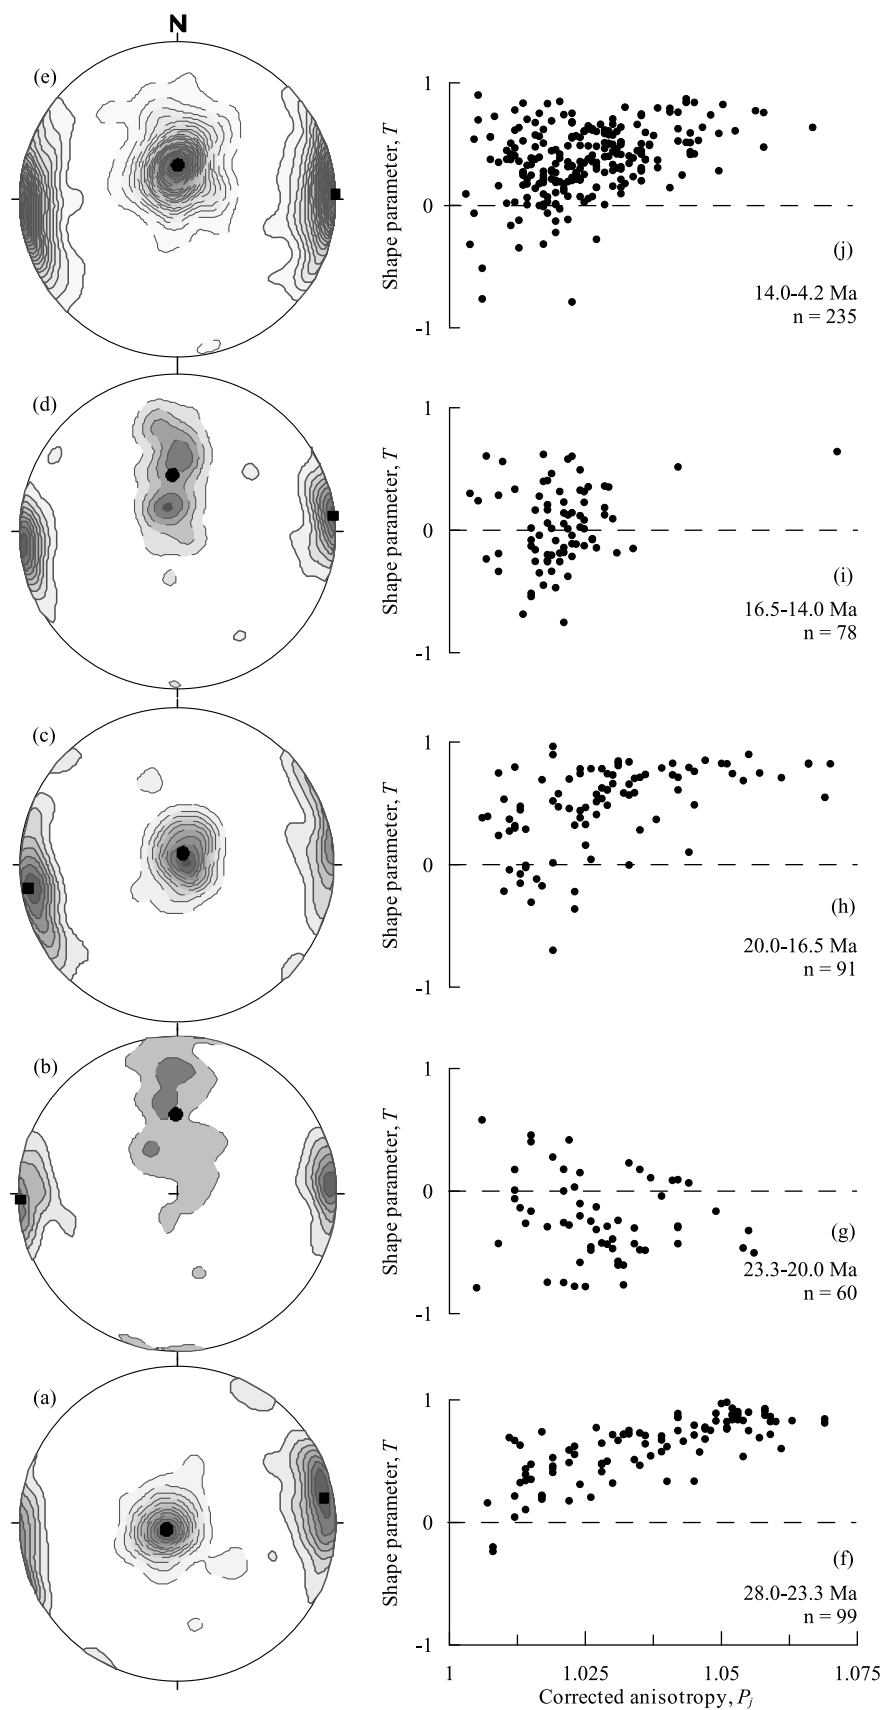 N
(e)
1
0
-1
Shape parameter, T
(j)
14.0-4.2 Ma
n = 235
(d)
1
0
-1
Shape parameter, T
(i)
16.5-14.0 Ma
n = 78
(c)
1
0
-1
Shape parameter, T
(h)
20.0-16.5 Ma
n = 91
(b)
1
0
-1
Shape parameter, T
(g)
23.3-20.0 Ma
n = 60
(a)
1
0
-1
Shape parameter, T
(f)
28.0-23.3 Ma
n = 99
1 1.025 1.05 1.075
Corrected anisotropy, Pj